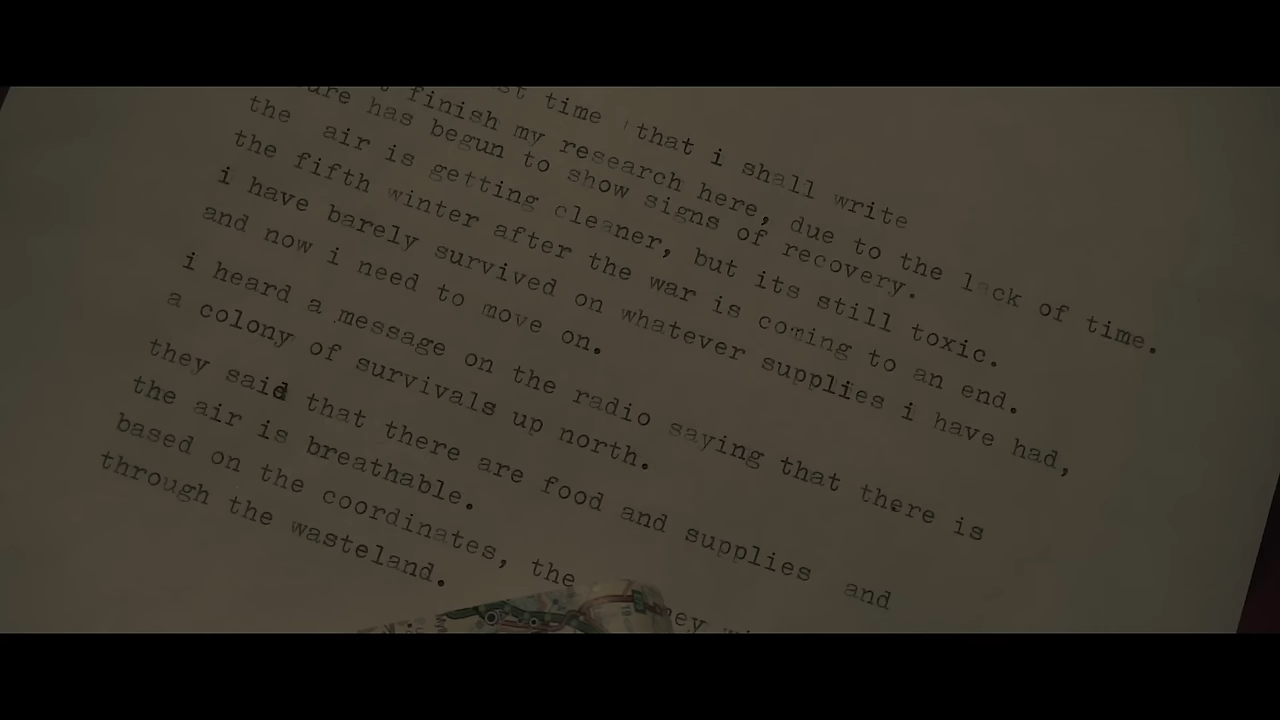 time that i shall write
finish my research here, due to the lack of time.
has begun to show signs of recovery.
the air is getting cleaner, but its still toxic.
the fifth winter after the war is coming to an end.
i have barely survived on whatever supplies i have had,
and now i need to move on.
i heard a message on the radio saying that there is
a colony of survivals up north.
they said that there are food and supplies and
the air is breathable.
based on the coordinates, the
through the wasteland.